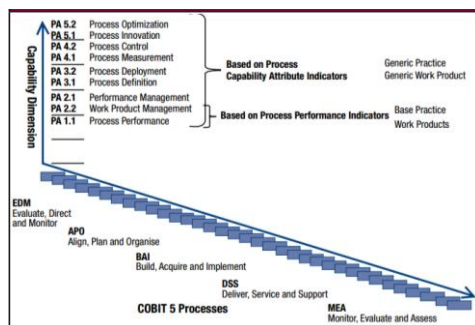 Capability Dimension
PA 5.2 Process Optimization
PA 5.1 Process Innovation
PA 4.2 Process Control
PA 4.1 Process Measurement
PA 3.2 Process Deployment
PA 3.1 Process Definition
PA 2.1 Performance Management
PA 2.2 Work Product Management
PA 1.1 Process Performance
Based on Process
Capability Attribute Indicators
Generic Practice
Generic Work Product
Based on Process Performance Indicators
Base Practice
Work Products
EDM
Evaluate, Direct
and Monitor
APO
Align, Plan and Organise
BAI
Build, Acquire and Implement
DSS
Deliver, Service and Support
MEA
Monitor, Evaluate and Assess
COBIT 5 Processes